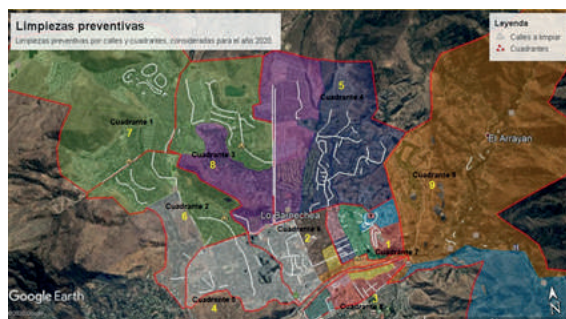 Limpiezas preventivas
Limpiezas preventivas por calles y cuadrantes, consideradas para el año 2020.
Leyenda
Calles a limpiar
Cuadrantes
5
Cuadrante 4
Cuadrante 1
7
El Arrayán
Cuadrante 3
8
Cuadrante 9
9
Cuadrante 2
6
Lo Barnechea
Cuadrante 6
2
1
Cuadrante 7
Cuadrante 5
4
3
Cuadrante 8
Google Earth
N